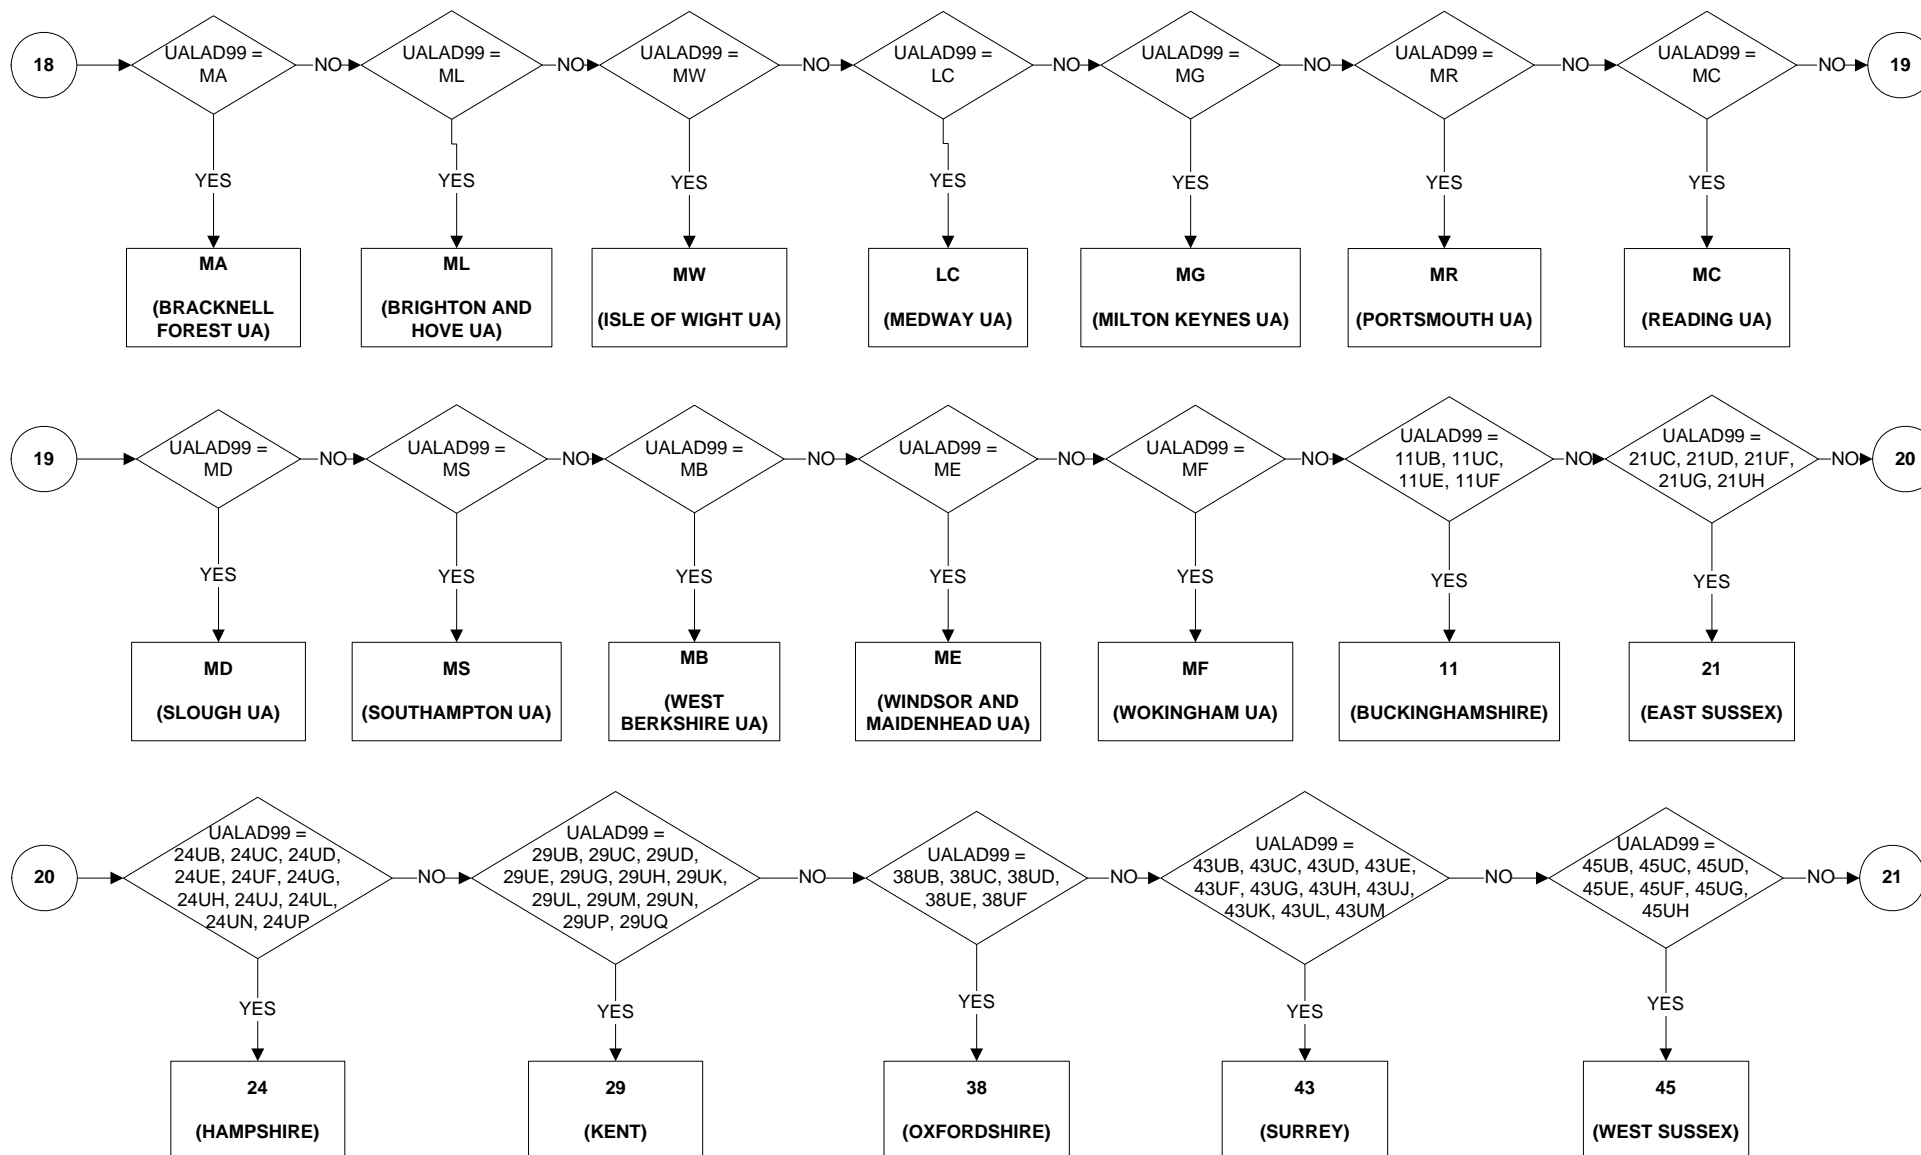 18
UALAD99 =
MA
NO
UALAD99 =
ML
NO
UALAD99 =
MW
NO
UALAD99 =
LC
NO
UALAD99 =
MG
NO
UALAD99 =
MR
NO
UALAD99 =
MC
NO
19
YES
YES
YES
YES
YES
YES
YES
MA
(BRACKNELL
FOREST UA)
ML
(BRIGHTON AND
HOVE UA)
MW
(ISLE OF WIGHT UA)
LC
(MEDWAY UA)
MG
(MILTON KEYNES UA)
MR
(PORTSMOUTH UA)
MC
(READING UA)
19
UALAD99 =
MD
NO
UALAD99 =
MS
NO
UALAD99 =
MB
NO
UALAD99 =
ME
NO
UALAD99 =
MF
NO
UALAD99 =
11UB, 11UC,
11UE, 11UF
NO
UALAD99 =
21UC, 21UD, 21UF,
21UG, 21UH
NO
20
YES
YES
YES
YES
YES
YES
YES
MD
(SLOUGH UA)
MS
(SOUTHAMPTON UA)
MB
(WEST
BERKSHIRE UA)
ME
(WINDSOR AND
MAIDENHEAD UA)
MF
(WOKINGHAM UA)
11
(BUCKINGHAMSHIRE)
21
(EAST SUSSEX)
20
UALAD99 =
24UB, 24UC, 24UD,
24UE, 24UF, 24UG,
24UH, 24UJ, 24UL,
24UN, 24UP
NO
UALAD99 =
29UB, 29UC, 29UD,
29UE, 29UG, 29UH, 29UK,
29UL, 29UM, 29UN,
29UP, 29UQ
NO
UALAD99 =
38UB, 38UC, 38UD,
38UE, 38UF
NO
UALAD99 =
43UB, 43UC, 43UD, 43UE,
43UF, 43UG, 43UH, 43UJ,
43UK, 43UL, 43UM
NO
UALAD99 =
45UB, 45UC, 45UD,
45UE, 45UF, 45UG,
45UH
NO
21
YES
YES
YES
YES
YES
24
(HAMPSHIRE)
29
(KENT)
38
(OXFORDSHIRE)
43
(SURREY)
45
(WEST SUSSEX)